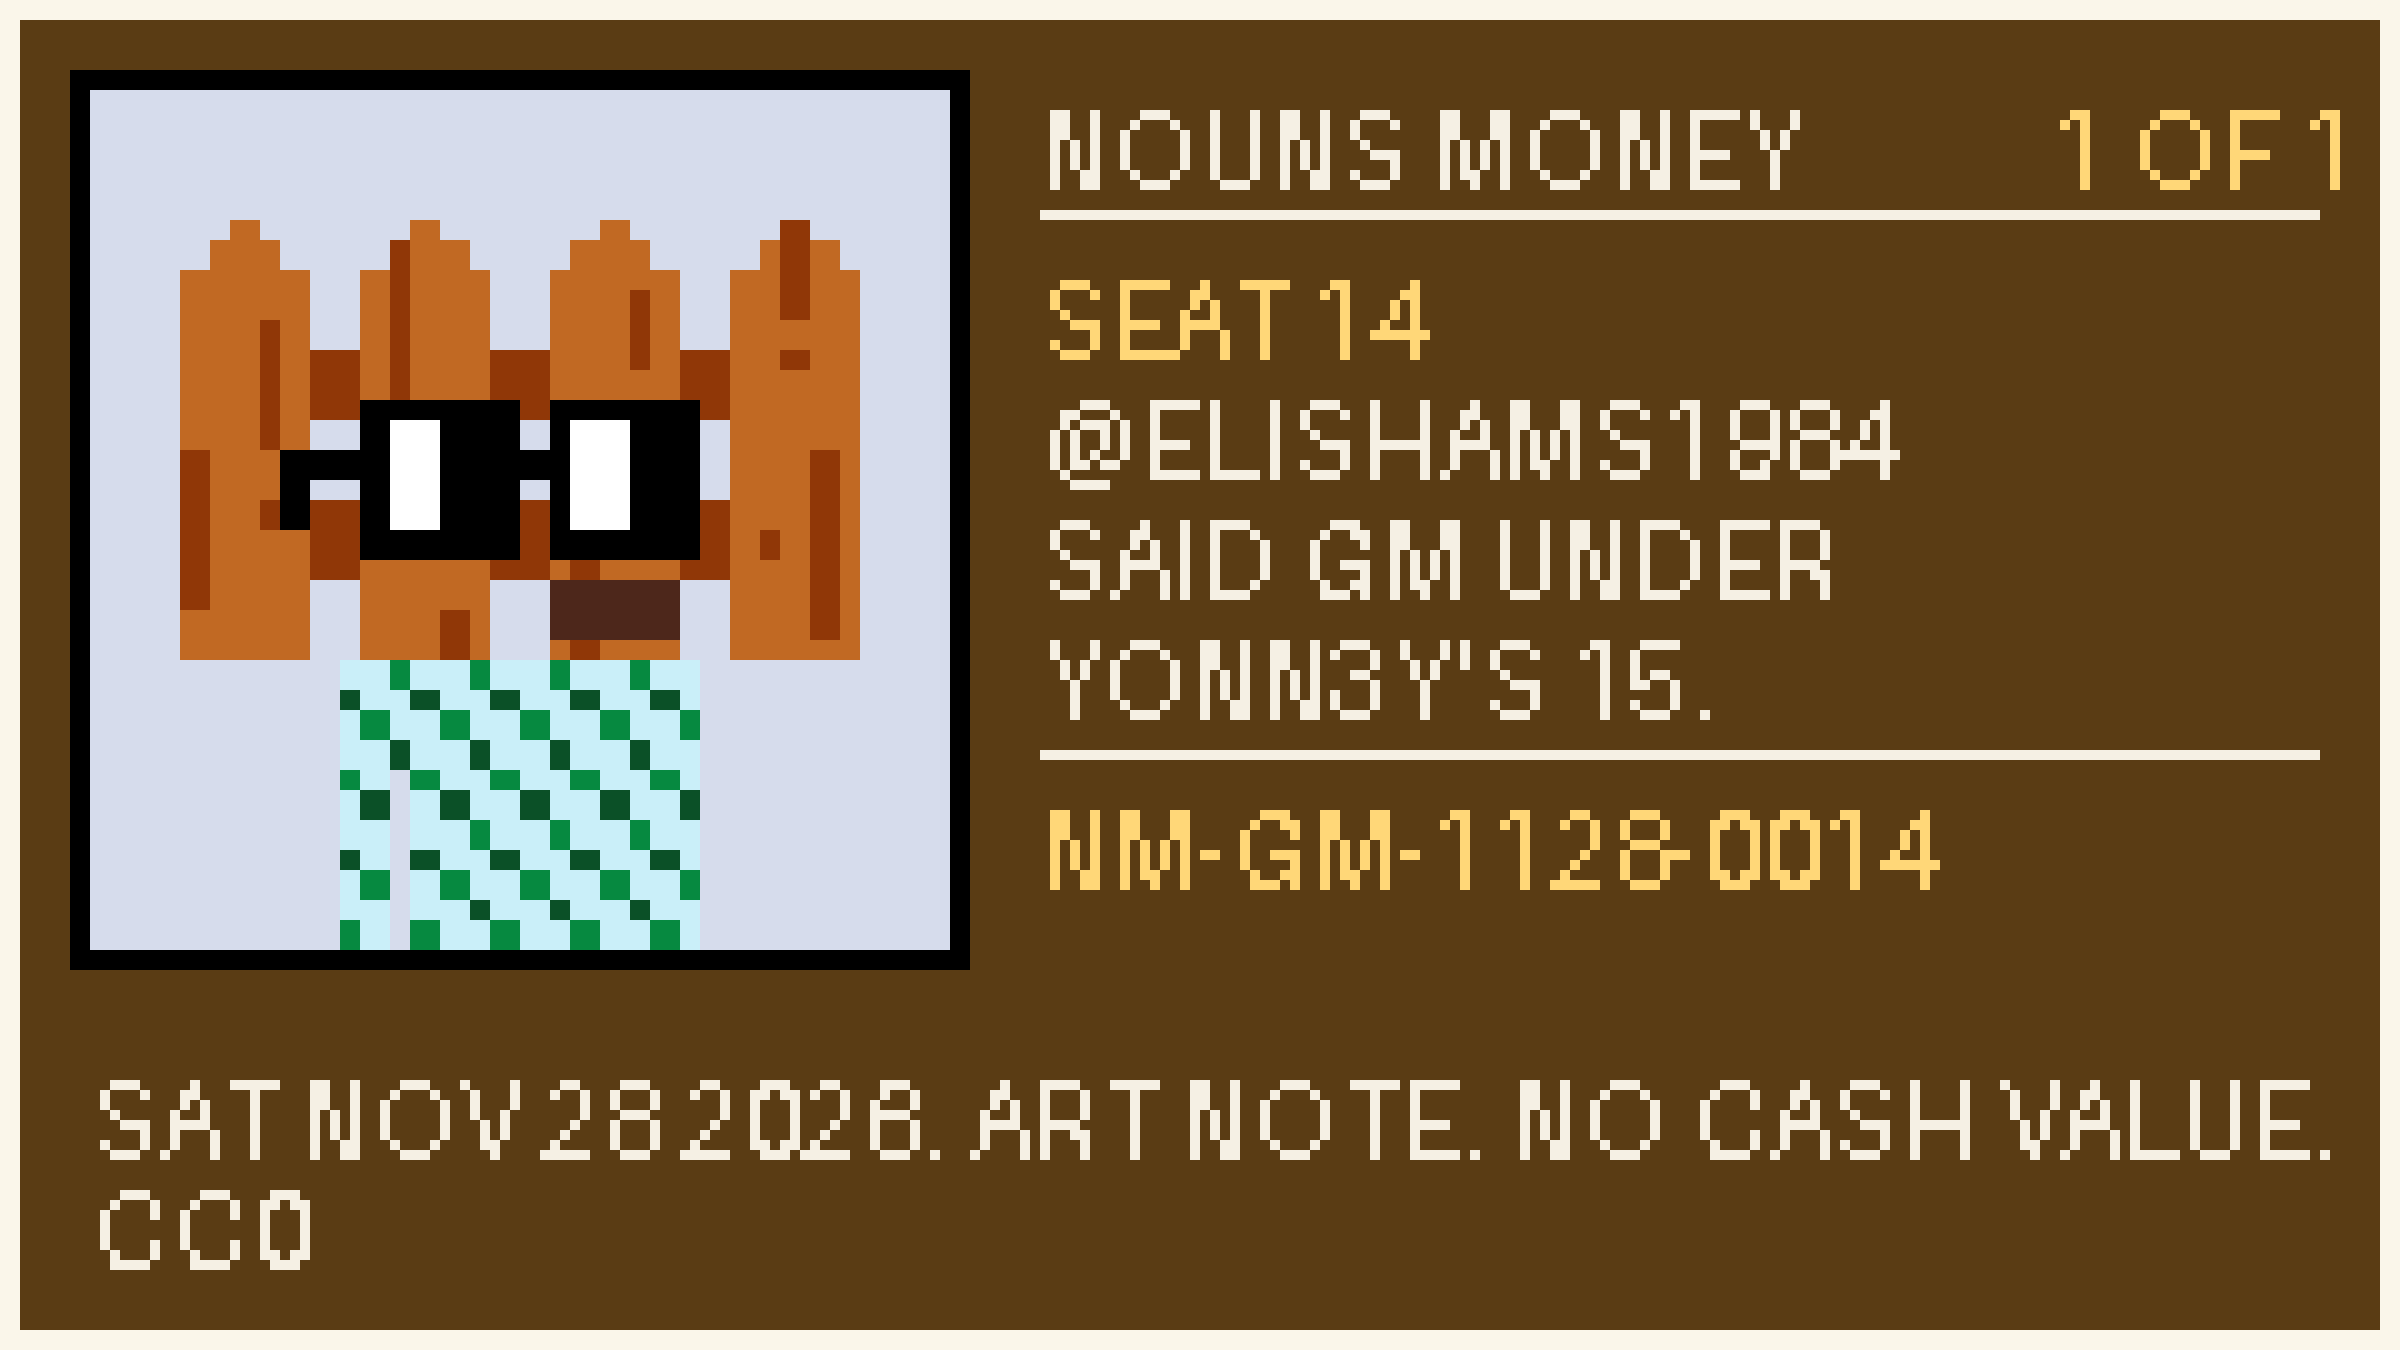 NOUNS MONEY 1 OF 1
SEAT 14
@ELISHAMS1984
SAID GM UNDER
YONN3Y'S 15.
NM-GM-1128-0014
SAT NOV 28 2026. ART NOTE. NO CASH VALUE.
CC0